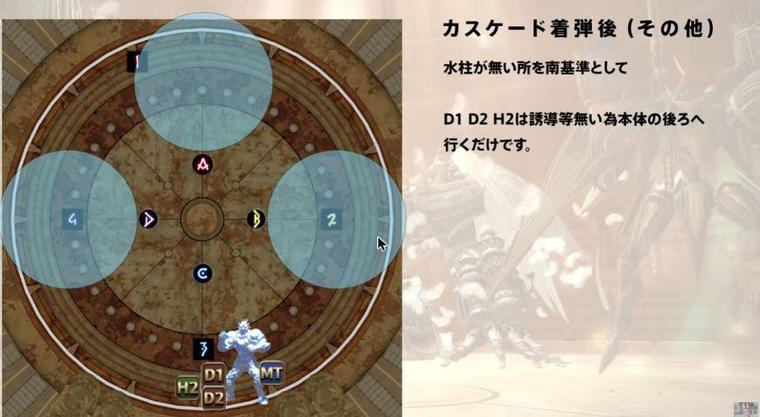 カスケード着弾後 (その他)
水柱が無い所を南基準として
D1 D2 H2は誘導等無い為本体の後ろへ
行くだけです。
1
A
4
D
B
2
C
3
D1
MT
H2
D2